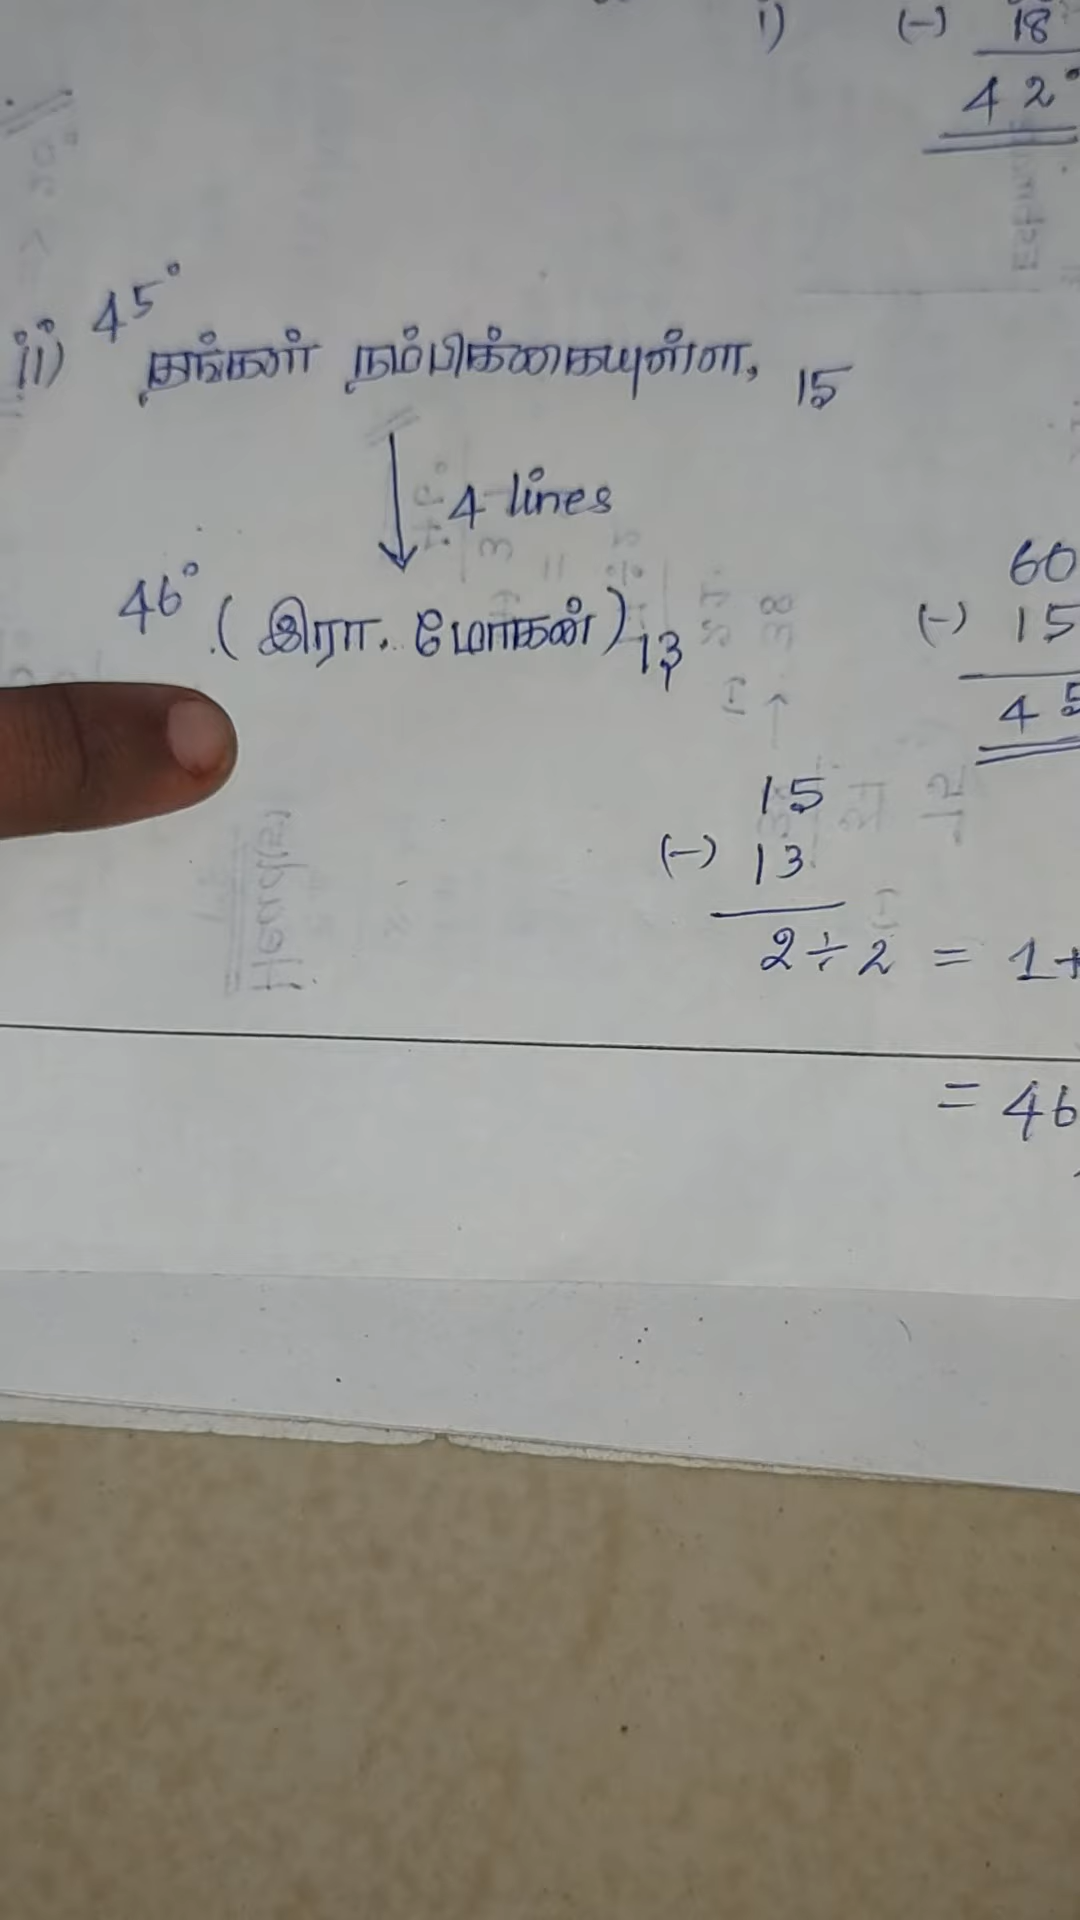 i) (-) 18
42°
45°
ii) தங்கள் நம்பிக்கையுள்ள, 15
4 lines
46° (இரா. மோகன்) 13
60
(-) 15
45
15
(-) 13
2 ÷ 2 = 1+
= 46